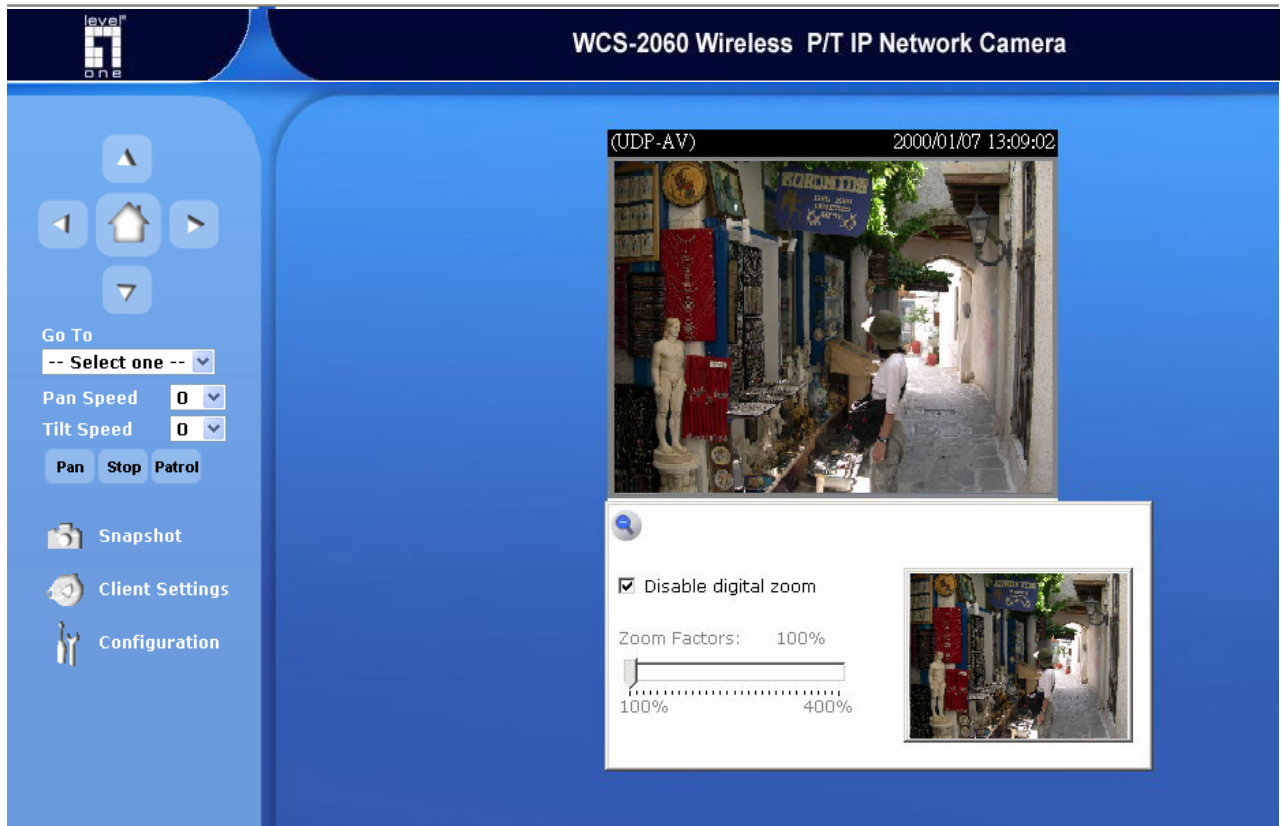 level one
WCS-2060 Wireless P/T IP Network Camera
(UDP-AV) 2000/01/07 13:09:02
Go To
-- Select one --
Pan Speed 0
Tilt Speed 0
Pan Stop Patrol
Snapshot
Client Settings
Configuration
Disable digital zoom
Zoom Factors: 100%
100% 400%